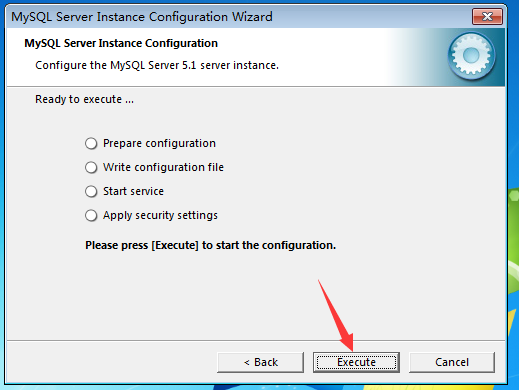 MySQL Server Instance Configuration Wizard
MySQL Server Instance Configuration
Configure the MySQL Server 5.1 server instance.
Ready to execute ...
Prepare configuration
Write configuration file
Start service
Apply security settings
Please press [Execute] to start the configuration.
< Back
Execute
Cancel